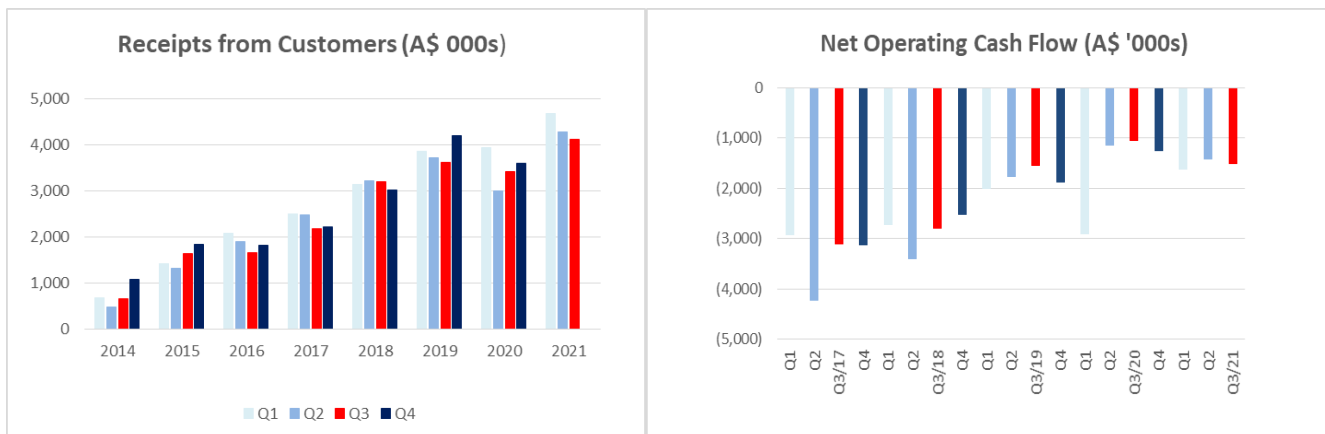 Receipts from Customers (A$ 000s)
5,000
4,000
3,000
2,000
1,000
0
2014 2015 2016 2017 2018 2019 2020 2021
Q1 Q2 Q3 Q4
Net Operating Cash Flow (A$ '000s)
0
(1,000)
(2,000)
(3,000)
(4,000)
(5,000)
Q1 Q2 Q3/17 Q4 Q1 Q2 Q3/18 Q4 Q1 Q2 Q3/19 Q4 Q1 Q2 Q3/20 Q4 Q1 Q2 Q3/21